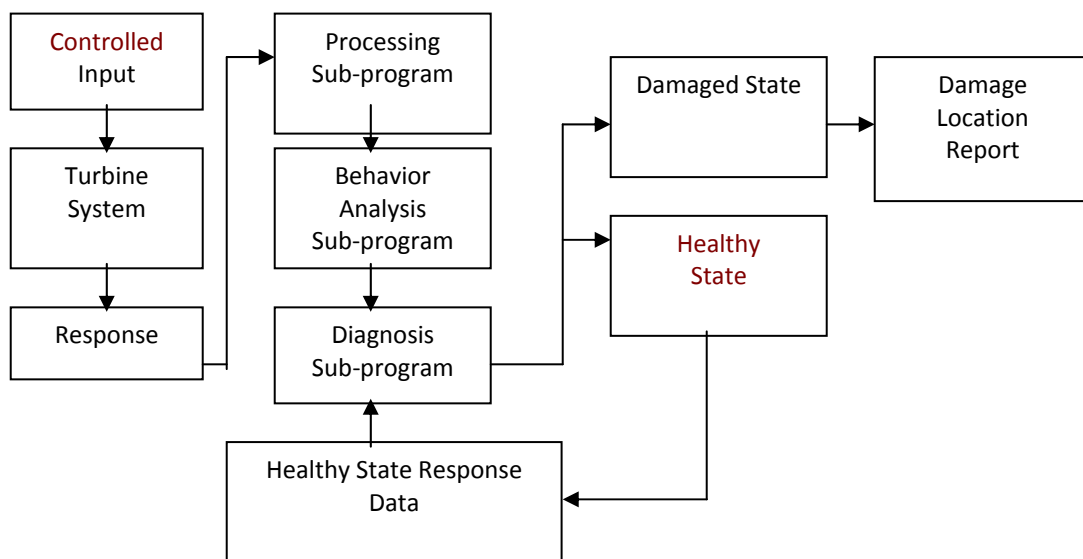 Controlled
Input
Turbine
System
Response
Processing
Sub-program
Behavior
Analysis
Sub-program
Diagnosis
Sub-program
Healthy State Response
Data
Damaged State
Healthy
State
Damage
Location
Report